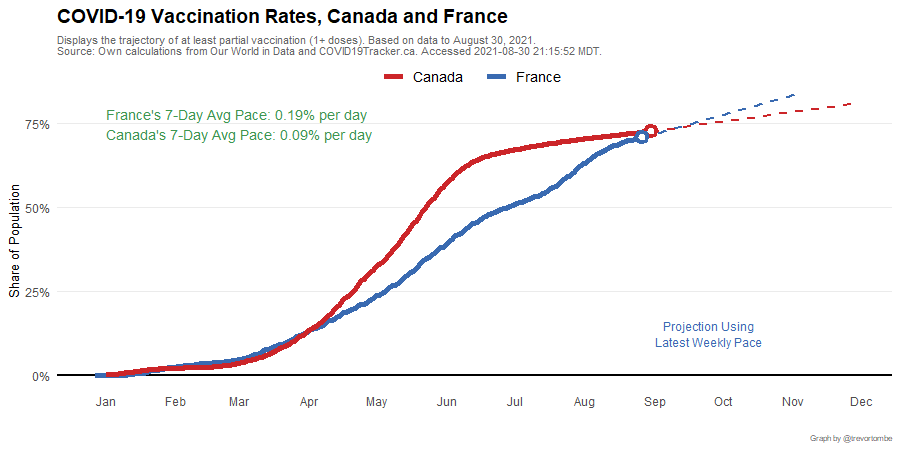 COVID-19 Vaccination Rates, Canada and France
Displays the trajectory of at least partial vaccination (1+ doses). Based on data to August 30, 2021.
Source: Own calculations from Our World in Data and COVID19Tracker.ca. Accessed 2021-08-30 21:15:52 MDT.
Canada France
France's 7-Day Avg Pace: 0.19% per day
Canada's 7-Day Avg Pace: 0.09% per day
75%
50%
25%
0%
Share of Population
Projection Using
Latest Weekly Pace
Jan Feb Mar Apr May Jun Jul Aug Sep Oct Nov Dec
Graph by @trevortombe